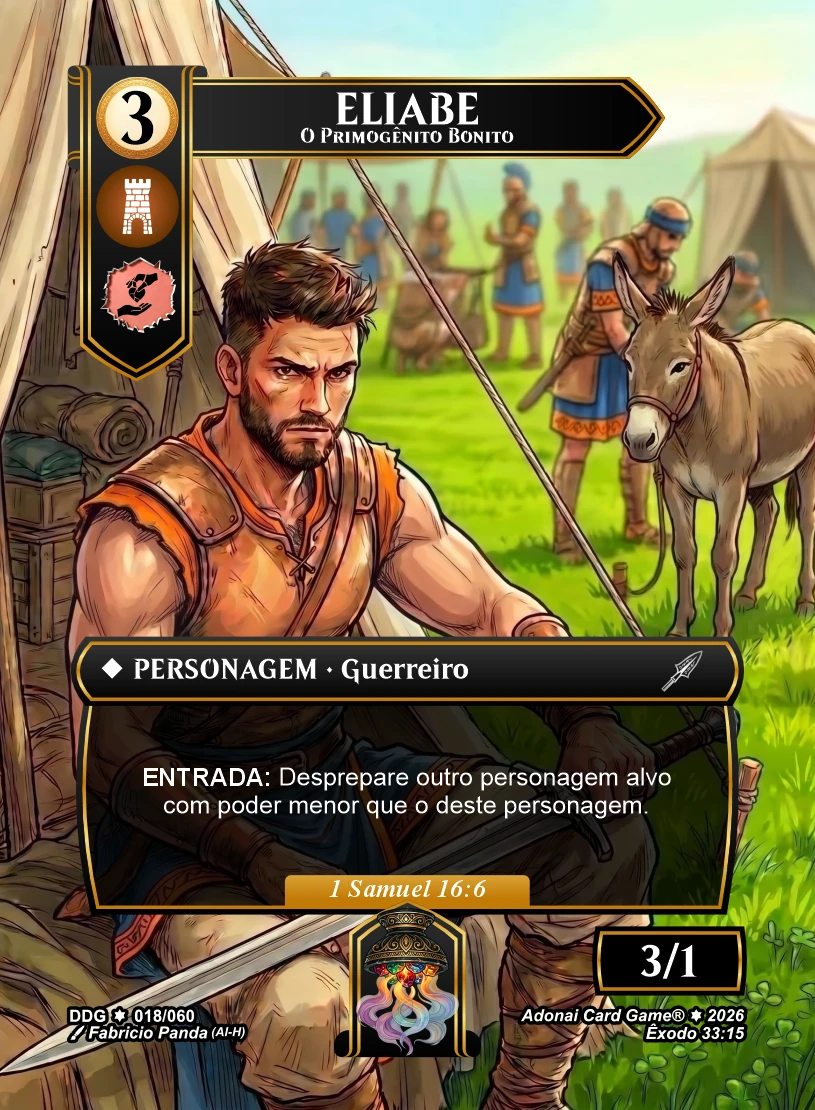 3
ELIABE
O Primogênito Bonito
◆ PERSONAGEM · Guerreiro
ENTRADA: Desprepare outro personagem alvo
com poder menor que o deste personagem.
1 Samuel 16:6
3/1
DDG ✡ 018/060
Fabricio Panda (AI-H)
Adonai Card Game® ✡ 2026
Êxodo 33:15